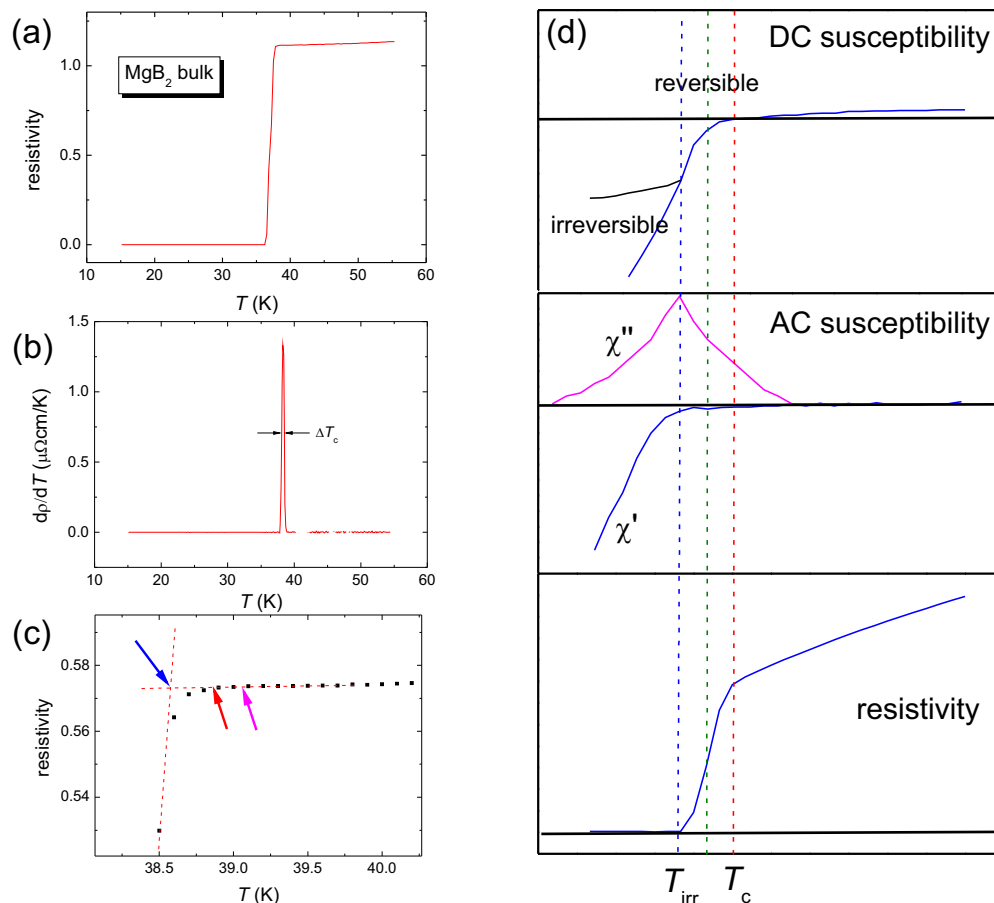 (a)
MgB₂ bulk
resistivity
1.0
0.5
0.0
10 20 30 40 50 60
T (K)
(b)
dρ/dT (μΩcm/K)
1.5
1.0
0.5
0.0
ΔTc
10 20 30 40 50 60
T (K)
(c)
resistivity
0.58
0.56
0.54
38.5 39.0 39.5 40.0
T (K)
(d)
DC susceptibility
reversible
irreversible
AC susceptibility
χ''
χ'
resistivity
Tirr Tc